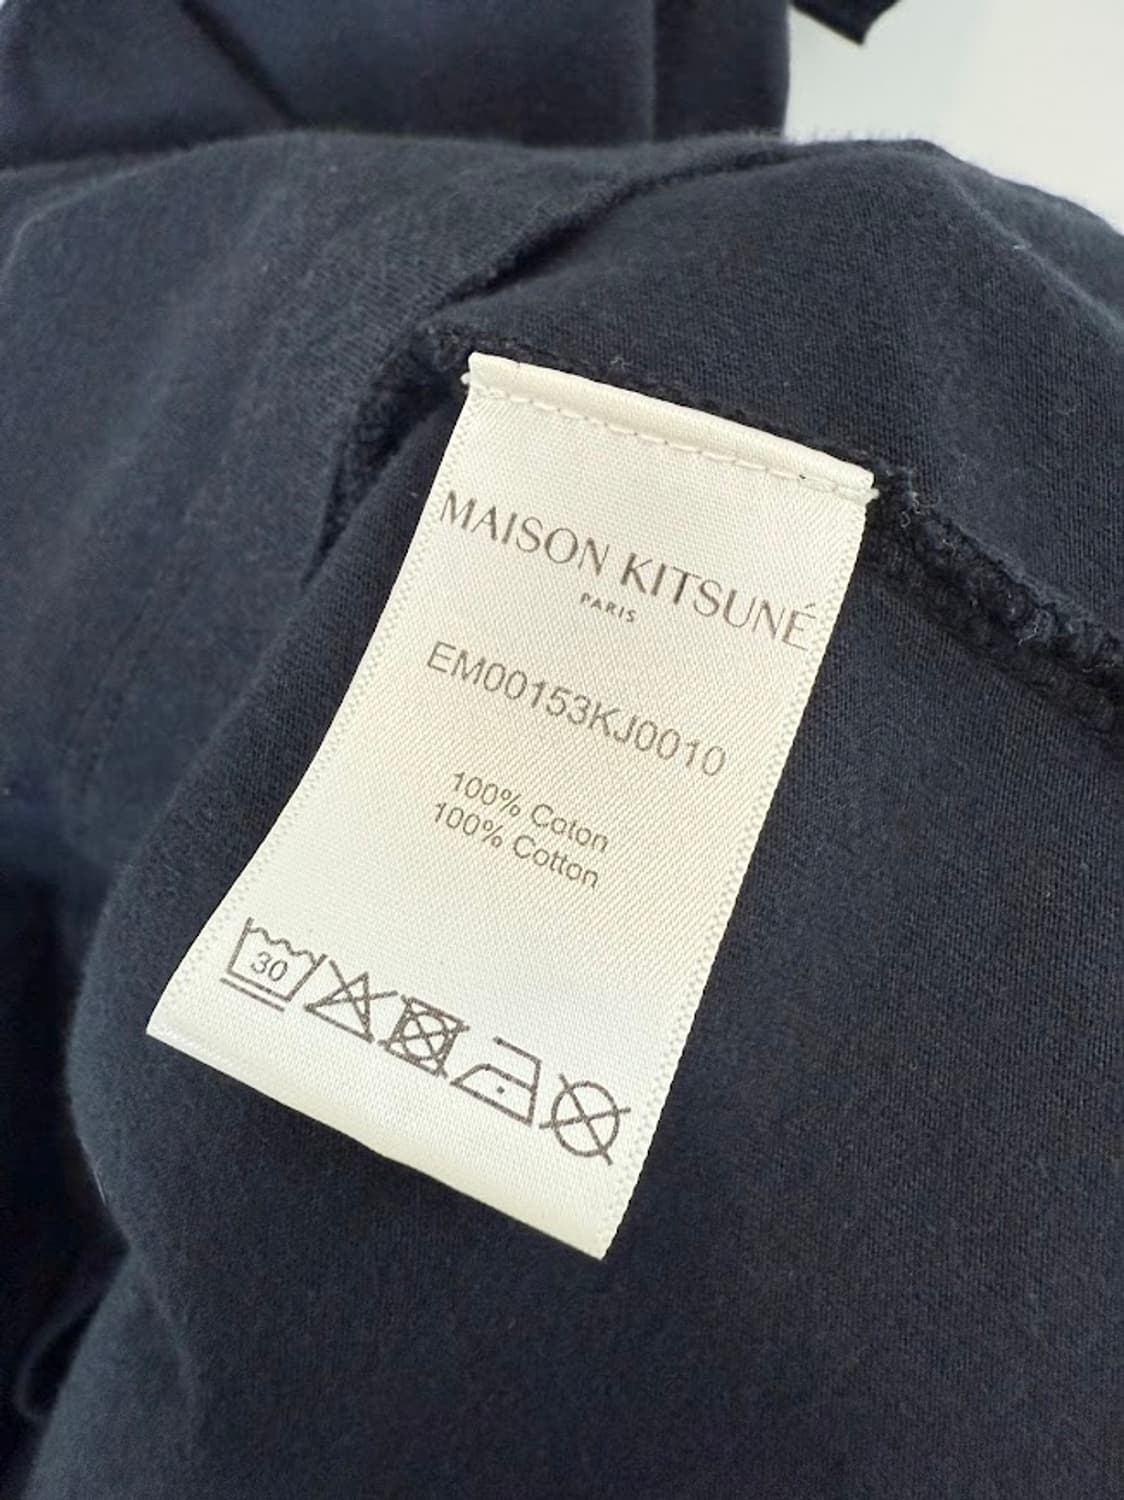 MAISON KITSUNÉ
PARIS
EM00153KJ0010
100% Coton
100% Cotton
30